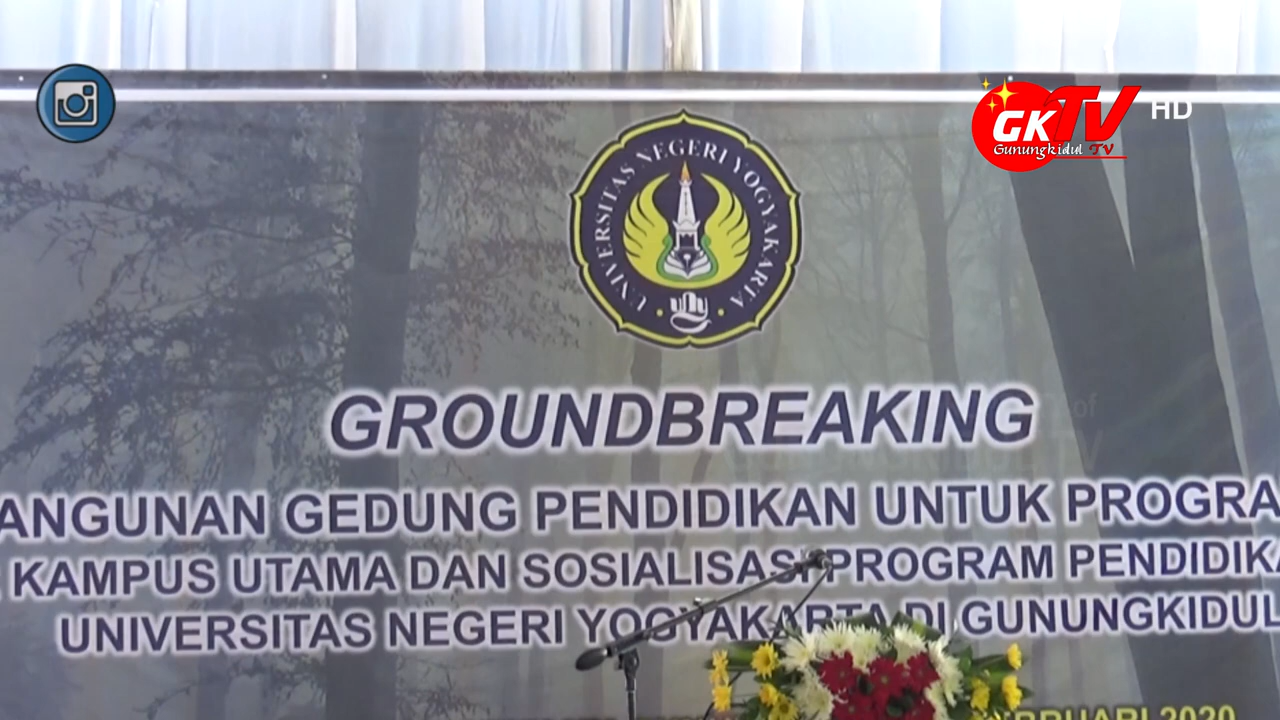 GKTV HD
Gunungkidul TV
UNIVERSITAS NEGERI YOGYAKARTA
GROUNDBREAKING
ANGUNAN GEDUNG PENDIDIKAN UNTUK PROGRA
KAMPUS UTAMA DAN SOSIALISASI PROGRAM PENDIDIKA
UNIVERSITAS NEGERI YOGYAKARTA DI GUNUNGKIDUL
2020